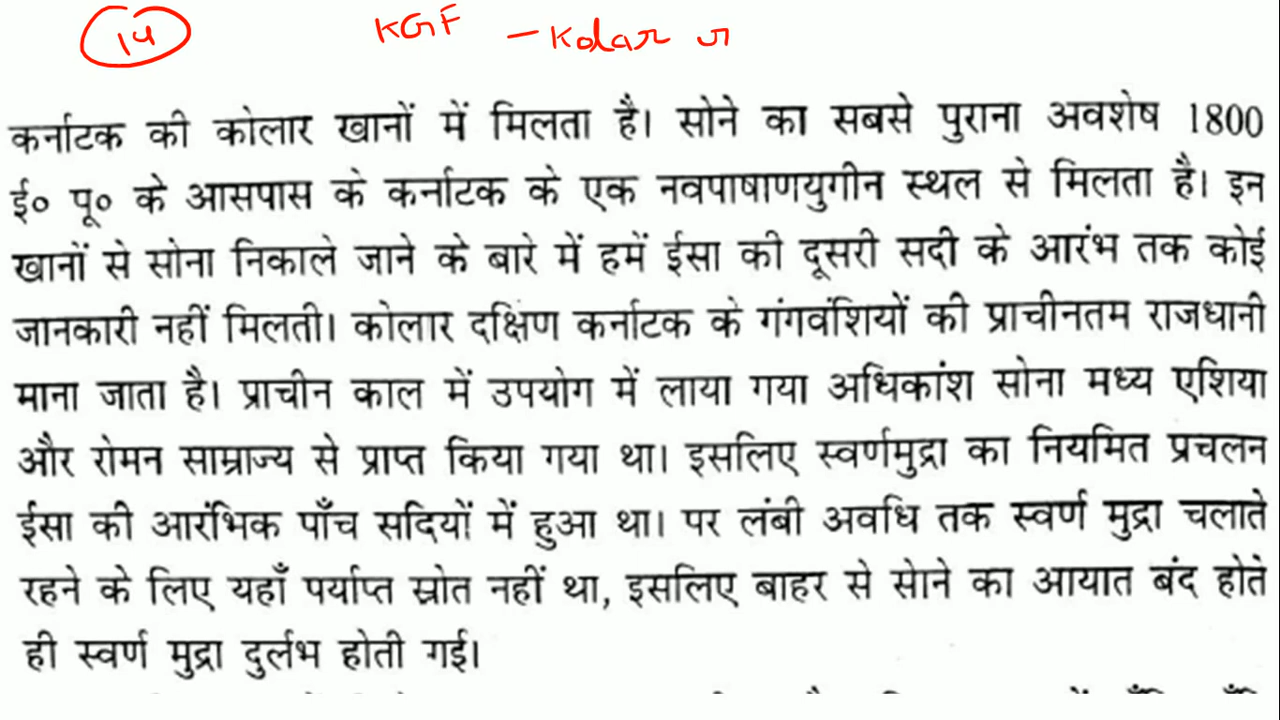 14 KGF - Kolar
कर्नाटक की कोलार खानों में मिलता है। सोने का सबसे पुराना अवशेष 1800
ई० पू० के आसपास के कर्नाटक के एक नवपाषाणयुगीन स्थल से मिलता है। इन
खानों से सोना निकाले जाने के बारे में हमें ईसा की दूसरी सदी के आरंभ तक कोई
जानकारी नहीं मिलती। कोलार दक्षिण कर्नाटक के गंगवंशियों की प्राचीनतम राजधानी
माना जाता है। प्राचीन काल में उपयोग में लाया गया अधिकांश सोना मध्य एशिया
और रोमन साम्राज्य से प्राप्त किया गया था। इसलिए स्वर्णमुद्रा का नियमित प्रचलन
ईसा की आरंभिक पाँच सदियों में हुआ था। पर लंबी अवधि तक स्वर्ण मुद्रा चलाते
रहने के लिए यहाँ पर्याप्त स्रोत नहीं था, इसलिए बाहर से सोने का आयात बंद होते
ही स्वर्ण मुद्रा दुर्लभ होती गई।